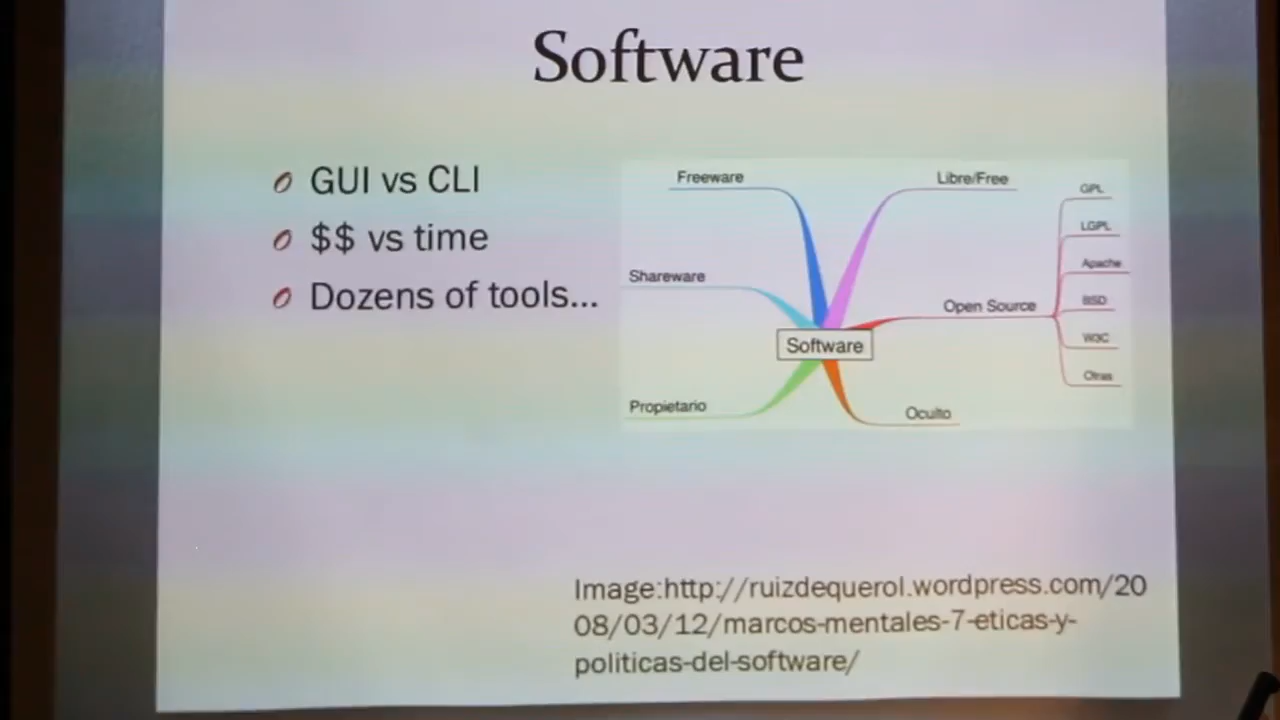 Software
GUI vs CLI
$$ vs time
Dozens of tools...
Freeware
Shareware
Propietario
Software
Libre/Free
Open Source
Oculto
GPL
LGPL
Apache
BSD
W3C
Otras
Image:http://ruizdequerol.wordpress.com/20
08/03/12/marcos-mentales-7-eticas-y-
politicas-del-software/